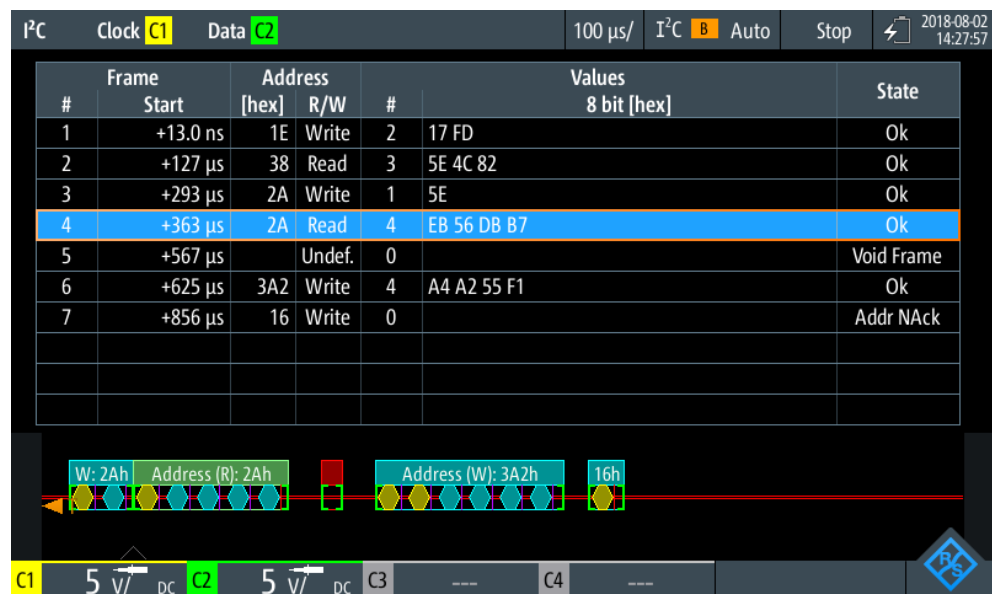 I²C Clock C1 Data C2 100 µs/ I²C B Auto Stop 2018-08-02
14:27:57
Frame Address Values State
# Start [hex] R/W # 8 bit [hex]
1 +13.0 ns 1E Write 2 17 FD Ok
2 +127 µs 38 Read 3 5E 4C 82 Ok
3 +293 µs 2A Write 1 5E Ok
4 +363 µs 2A Read 4 EB 56 DB B7 Ok
5 +567 µs Undef. 0 Void Frame
6 +625 µs 3A2 Write 4 A4 A2 55 F1 Ok
7 +856 µs 16 Write 0 Addr NAck
W: 2Ah Address (R): 2Ah Address (W): 3A2h 16h
C1 5 V/ DC C2 5 V/ DC C3 --- C4 ---
R S